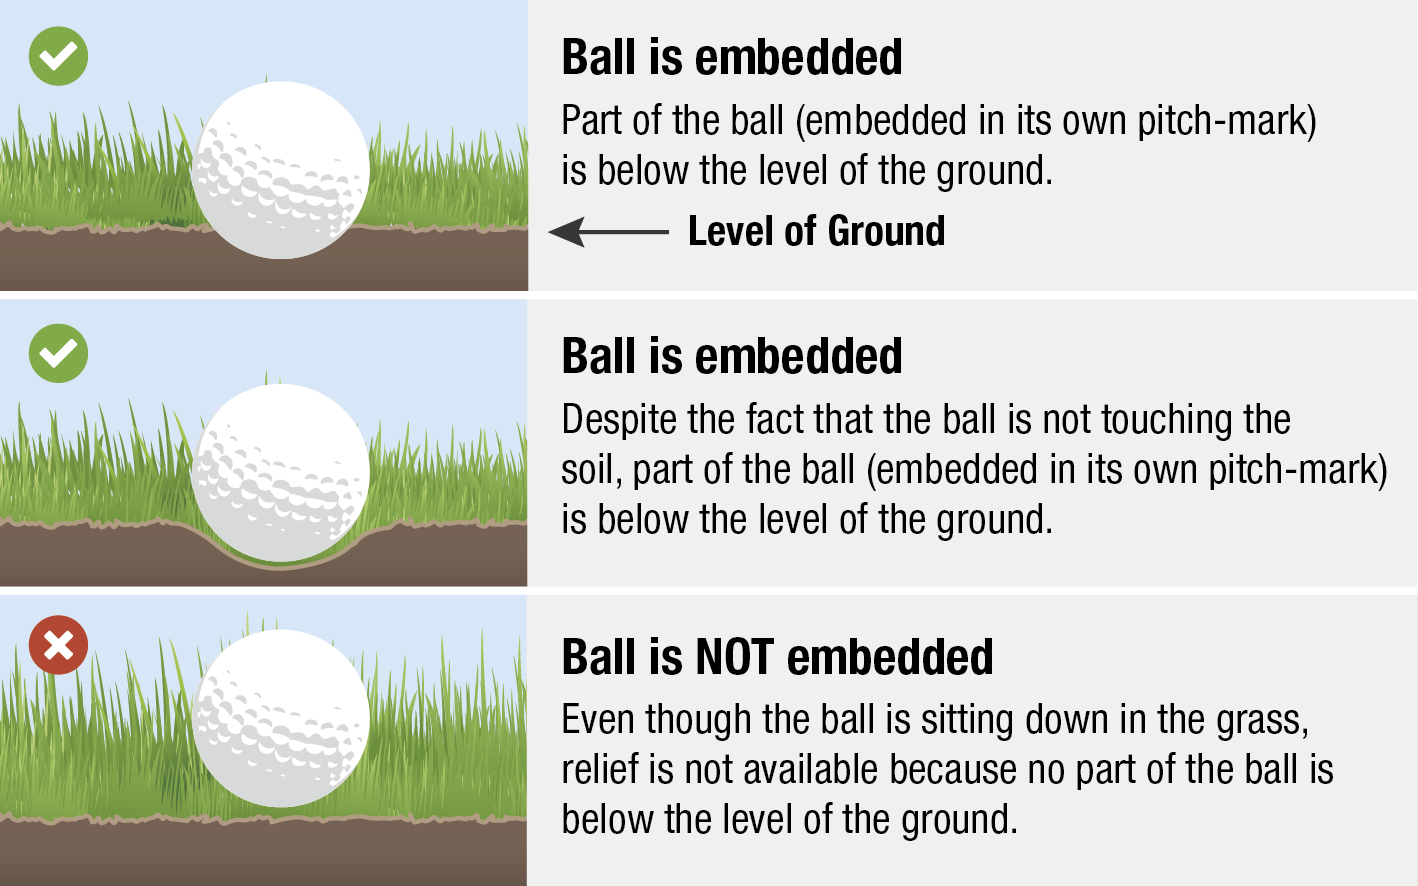 Ball is embedded
Part of the ball (embedded in its own pitch-mark)
is below the level of the ground.
Level of Ground
Ball is embedded
Despite the fact that the ball is not touching the
soil, part of the ball (embedded in its own pitch-mark)
is below the level of the ground.
Ball is NOT embedded
Even though the ball is sitting down in the grass,
relief is not available because no part of the ball is
below the level of the ground.